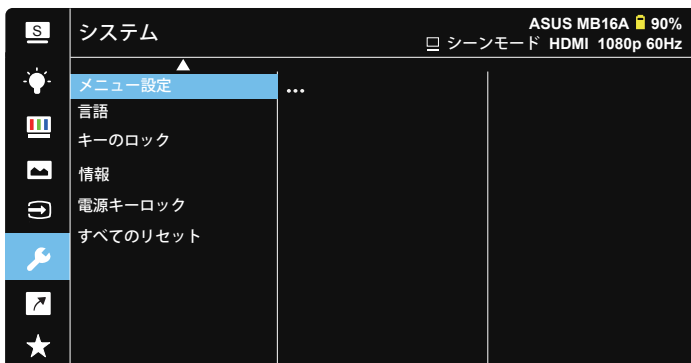 S
システム
ASUS MB16A 90%
シーンモード HDMI 1080p 60Hz
メニュー設定
...
言語
キーのロック
情報
電源キーロック
すべてのリセット